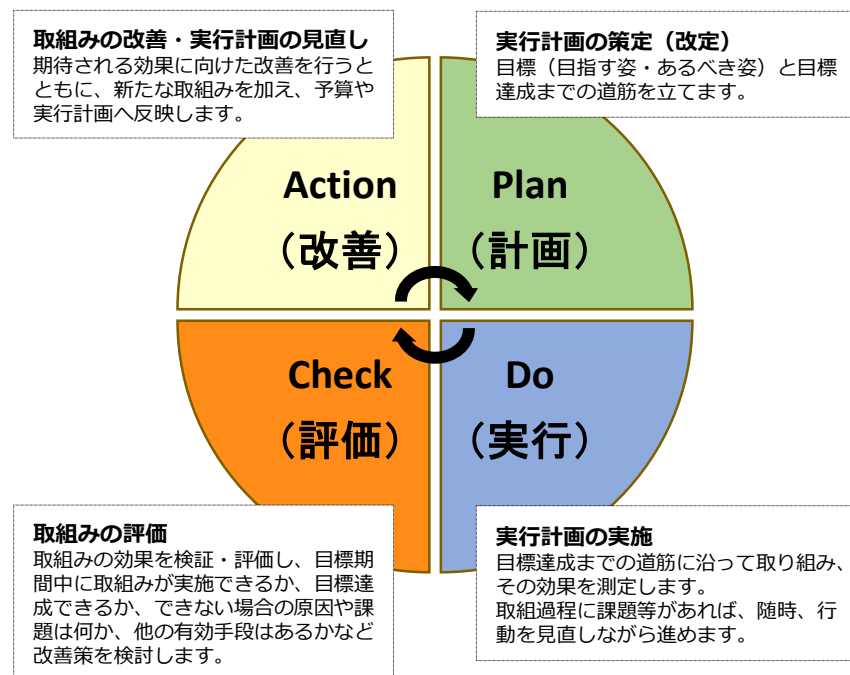 取組みの改善・実行計画の見直し
期待される効果に向けた改善を行うと
ともに、新たな取組みを加え、予算や
実行計画へ反映します。
実行計画の策定（改定）
目標（目指す姿・あるべき姿）と目標
達成までの道筋を立てます。
Action
（改善）
Plan
（計画）
Check
（評価）
Do
（実行）
取組みの評価
取組みの効果を検証・評価し、目標期
間中に取組みが実施できるか、目標達
成できるか、できない場合の原因や課
題は何か、他の有効手段はあるかなど
改善策を検討します。
実行計画の実施
目標達成までの道筋に沿って取り組み、
その効果を測定します。
取組過程に課題等があれば、随時、行
動を見直しながら進めます。